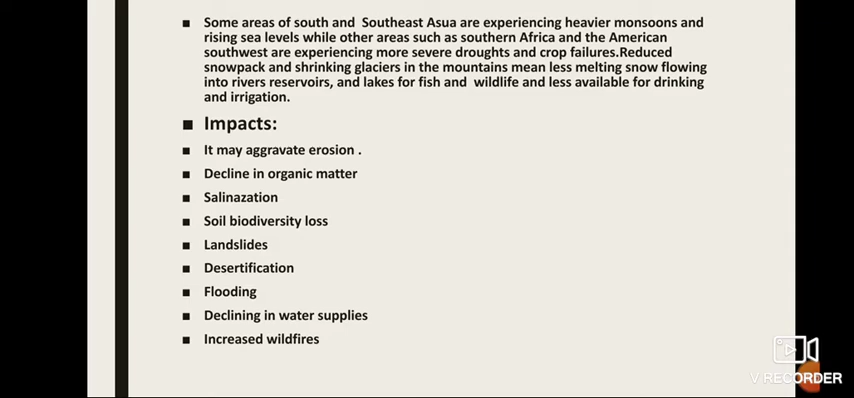 Some areas of south and Southeast Asua are experiencing heavier monsoons and
rising sea levels while other areas such as southern Africa and the American
southwest are experiencing more severe droughts and crop failures.Reduced
snowpack and shrinking glaciers in the mountains mean less melting snow flowing
into rivers reservoirs, and lakes for fish and wildlife and less available for drinking
and irrigation.
Impacts:
It may aggravate erosion .
Decline in organic matter
Salinazation
Soil biodiversity loss
Landslides
Desertification
Flooding
Declining in water supplies
Increased wildfires
V RECORDER